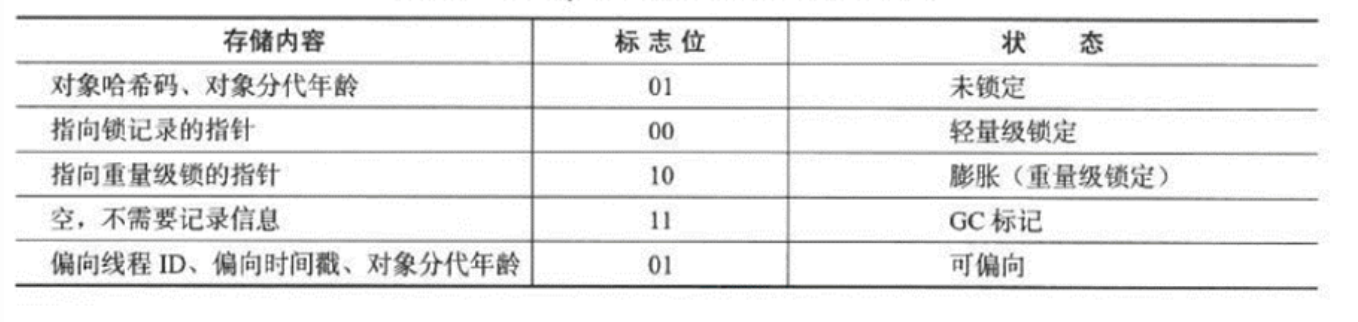 存储内容 标志位 状 态
对象哈希码、对象分代年龄 01 未锁定
指向锁记录的指针 00 轻量级锁定
指向重量级锁的指针 10 膨胀（重量级锁定）
空，不需要记录信息 11 GC 标记
偏向线程 ID、偏向时间戳、对象分代年龄 01 可偏向